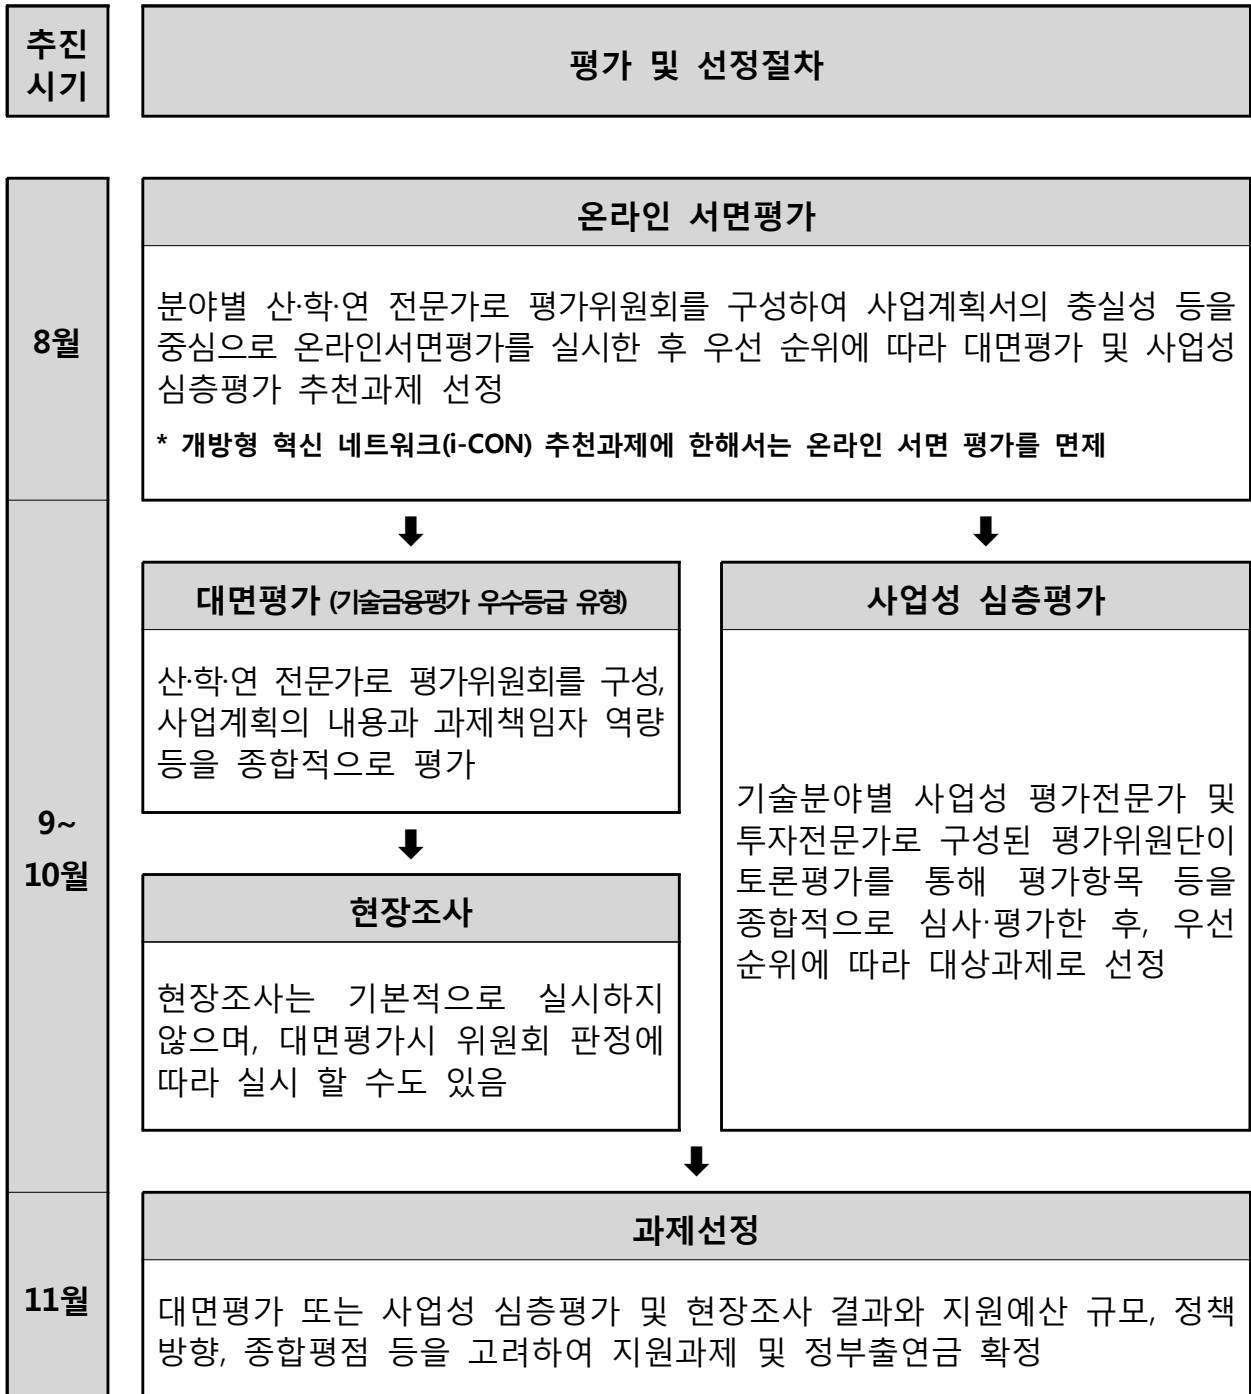 추진
시기
평가 및 선정절차
8월
온라인 서면평가
분야별 산·학·연 전문가로 평가위원회를 구성하여 사업계획서의 충실성 등을
중심으로 온라인서면평가를 실시한 후 우선 순위에 따라 대면평가 및 사업성
심층평가 추천과제 선정
* 개방형 혁신 네트워크(i-CON) 추천과제에 한해서는 온라인 서면 평가를 면제
⬇ ⬇
9~
10월
대면평가 (기술금융평가 우수등급 유형)
산·학·연 전문가로 평가위원회를 구성,
사업계획의 내용과 과제책임자 역량
등을 종합적으로 평가
⬇
현장조사
현장조사는 기본적으로 실시하지
않으며, 대면평가시 위원회 판정에
따라 실시 할 수도 있음
사업성 심층평가
기술분야별 사업성 평가전문가 및
투자전문가로 구성된 평가위원단이
토론평가를 통해 평가항목 등을
종합적으로 심사·평가한 후, 우선
순위에 따라 대상과제로 선정
⬇
11월
과제선정
대면평가 또는 사업성 심층평가 및 현장조사 결과와 지원예산 규모, 정책
방향, 종합평점 등을 고려하여 지원과제 및 정부출연금 확정